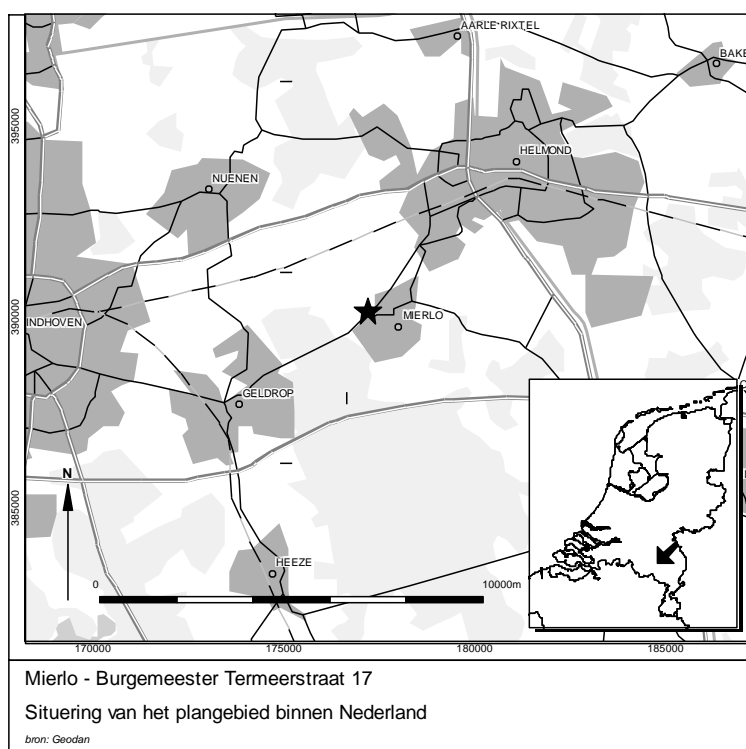 AARLE RIXTEL
BAKE
395000
HELMOND
NUENEN
390000
INDHOVEN
MIERLO
GELDROP
385000
N
HEEZE
0
10000m
170000
175000
180000
185000
Mierlo - Burgemeester Termeerstraat 17
Situering van het plangebied binnen Nederland
bron: Geodan